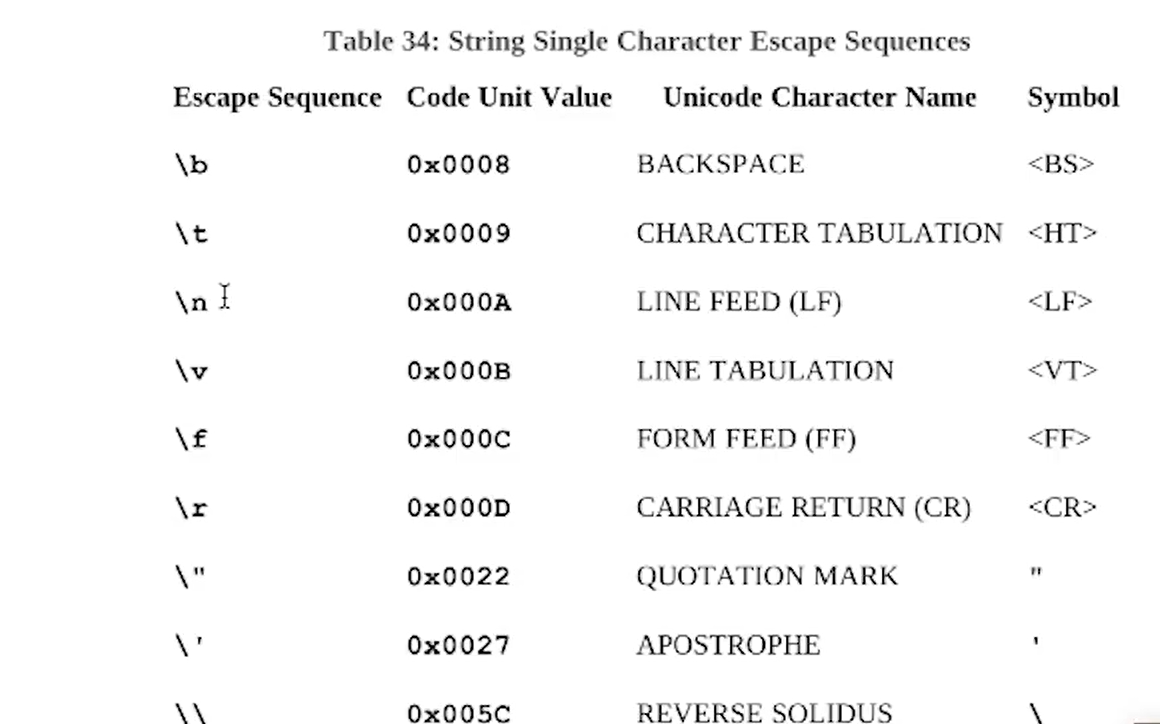 Table 34: String Single Character Escape Sequences
Escape Sequence Code Unit Value Unicode Character Name Symbol
\b 0x0008 BACKSPACE <BS>
\t 0x0009 CHARACTER TABULATION <HT>
\n 0x000A LINE FEED (LF) <LF>
\v 0x000B LINE TABULATION <VT>
\f 0x000C FORM FEED (FF) <FF>
\r 0x000D CARRIAGE RETURN (CR) <CR>
\" 0x0022 QUOTATION MARK "
\' 0x0027 APOSTROPHE '
\\ 0x005C REVERSE SOLIDUS \